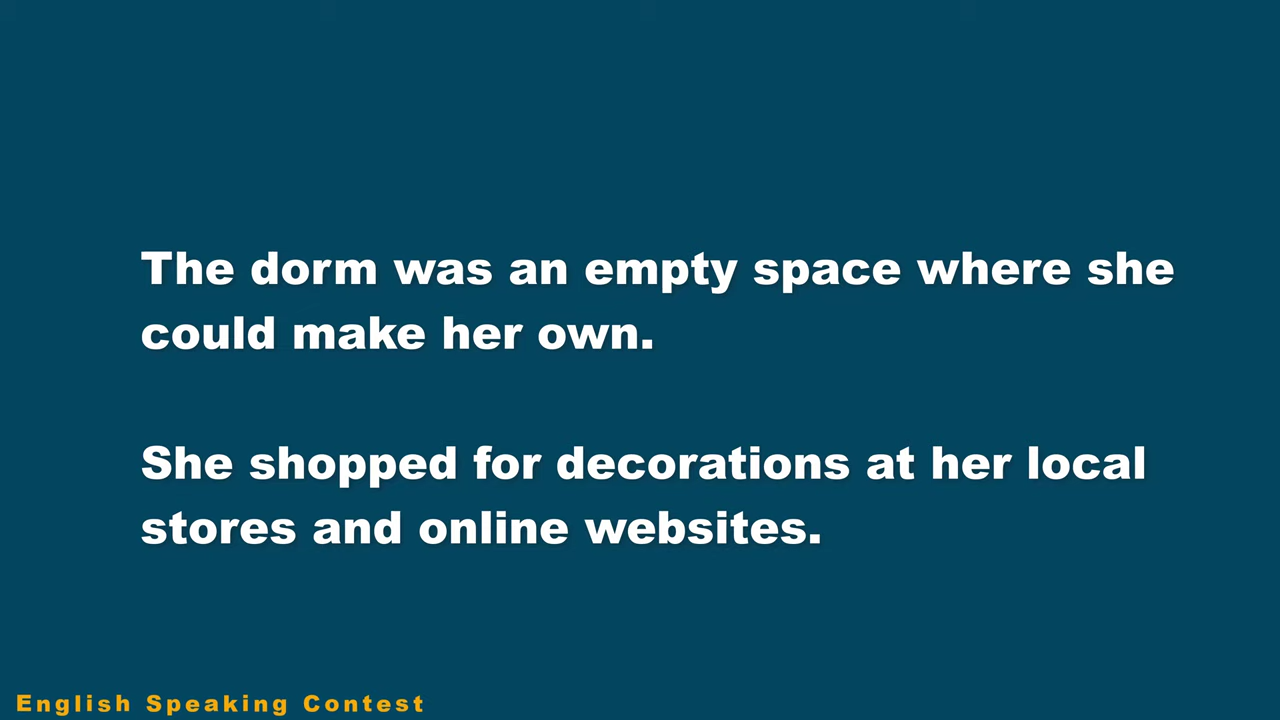 The dorm was an empty space where she
could make her own.
She shopped for decorations at her local
stores and online websites.
English Speaking Contest